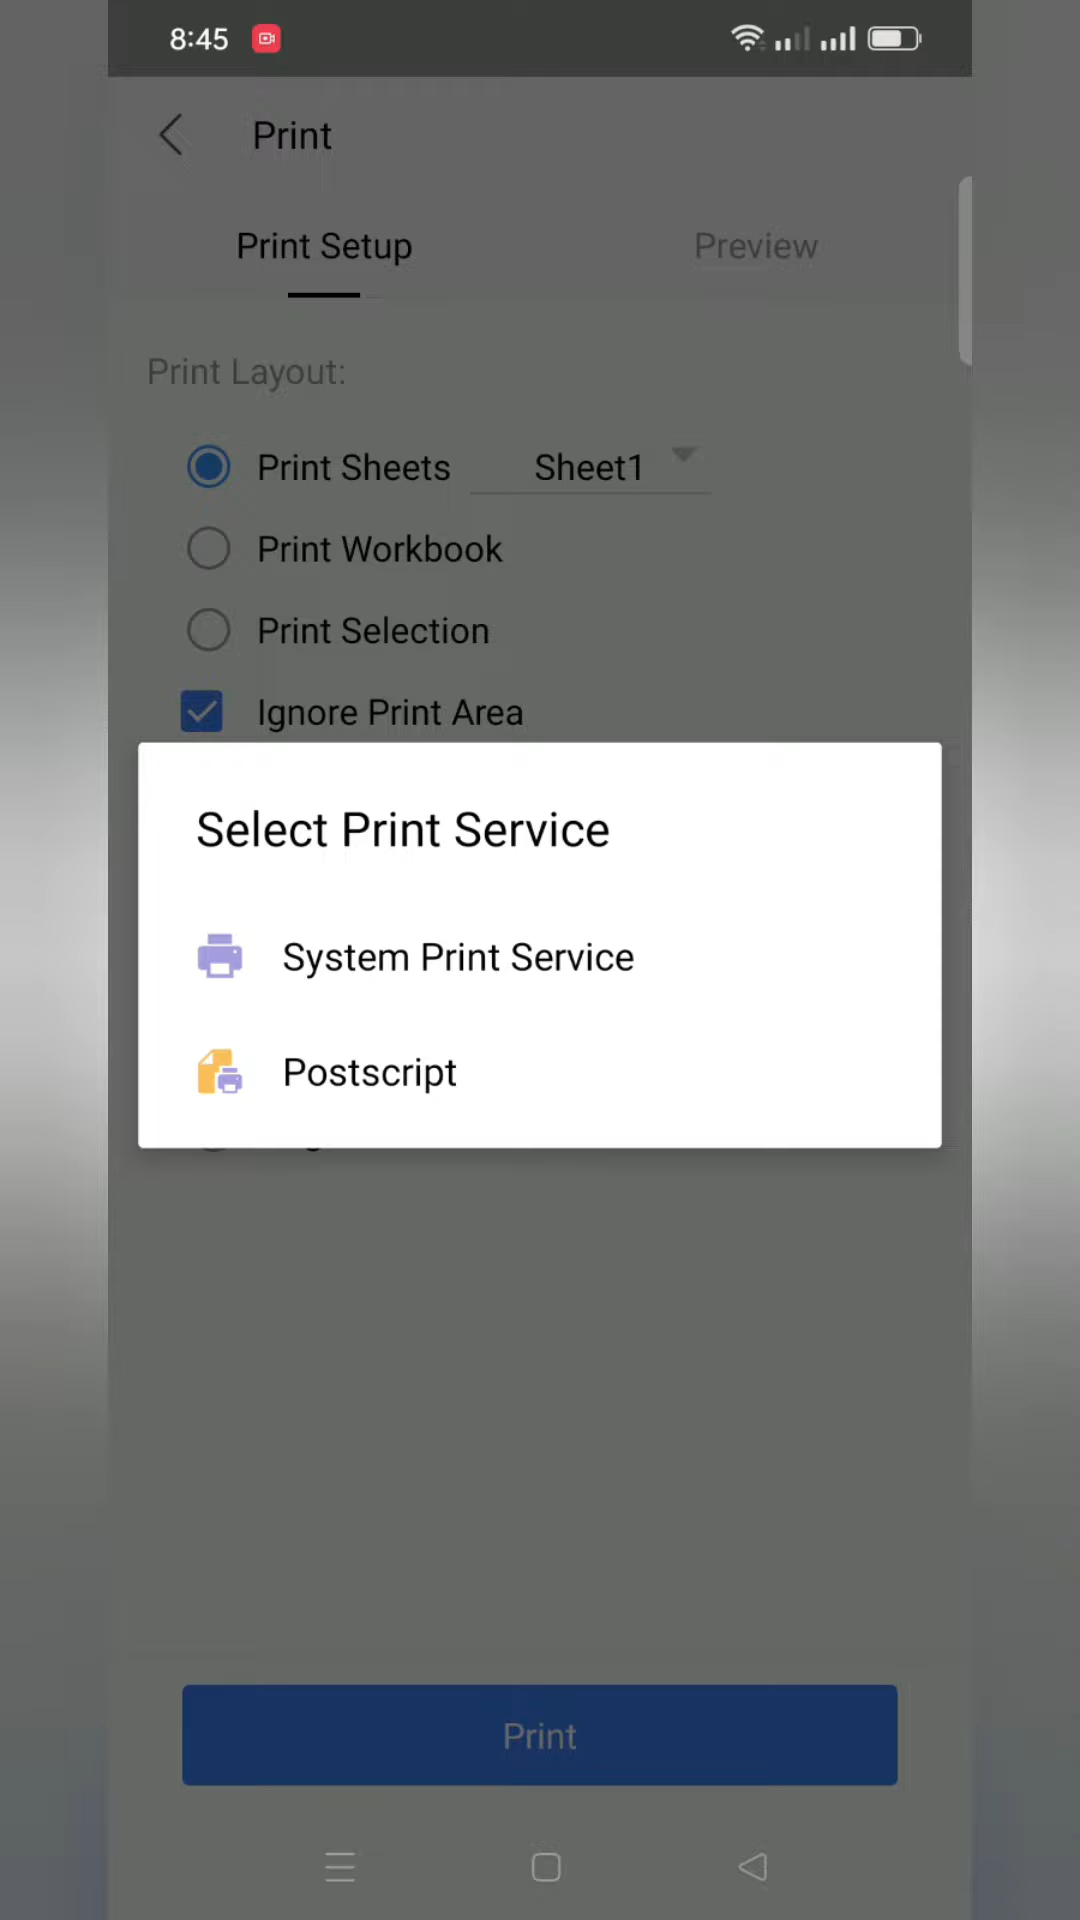 8:45
Print
Print Setup
Preview
Print Layout:
Print Sheets
Sheet1
Print Workbook
Print Selection
Ignore Print Area
Select Print Service
System Print Service
Postscript
Print